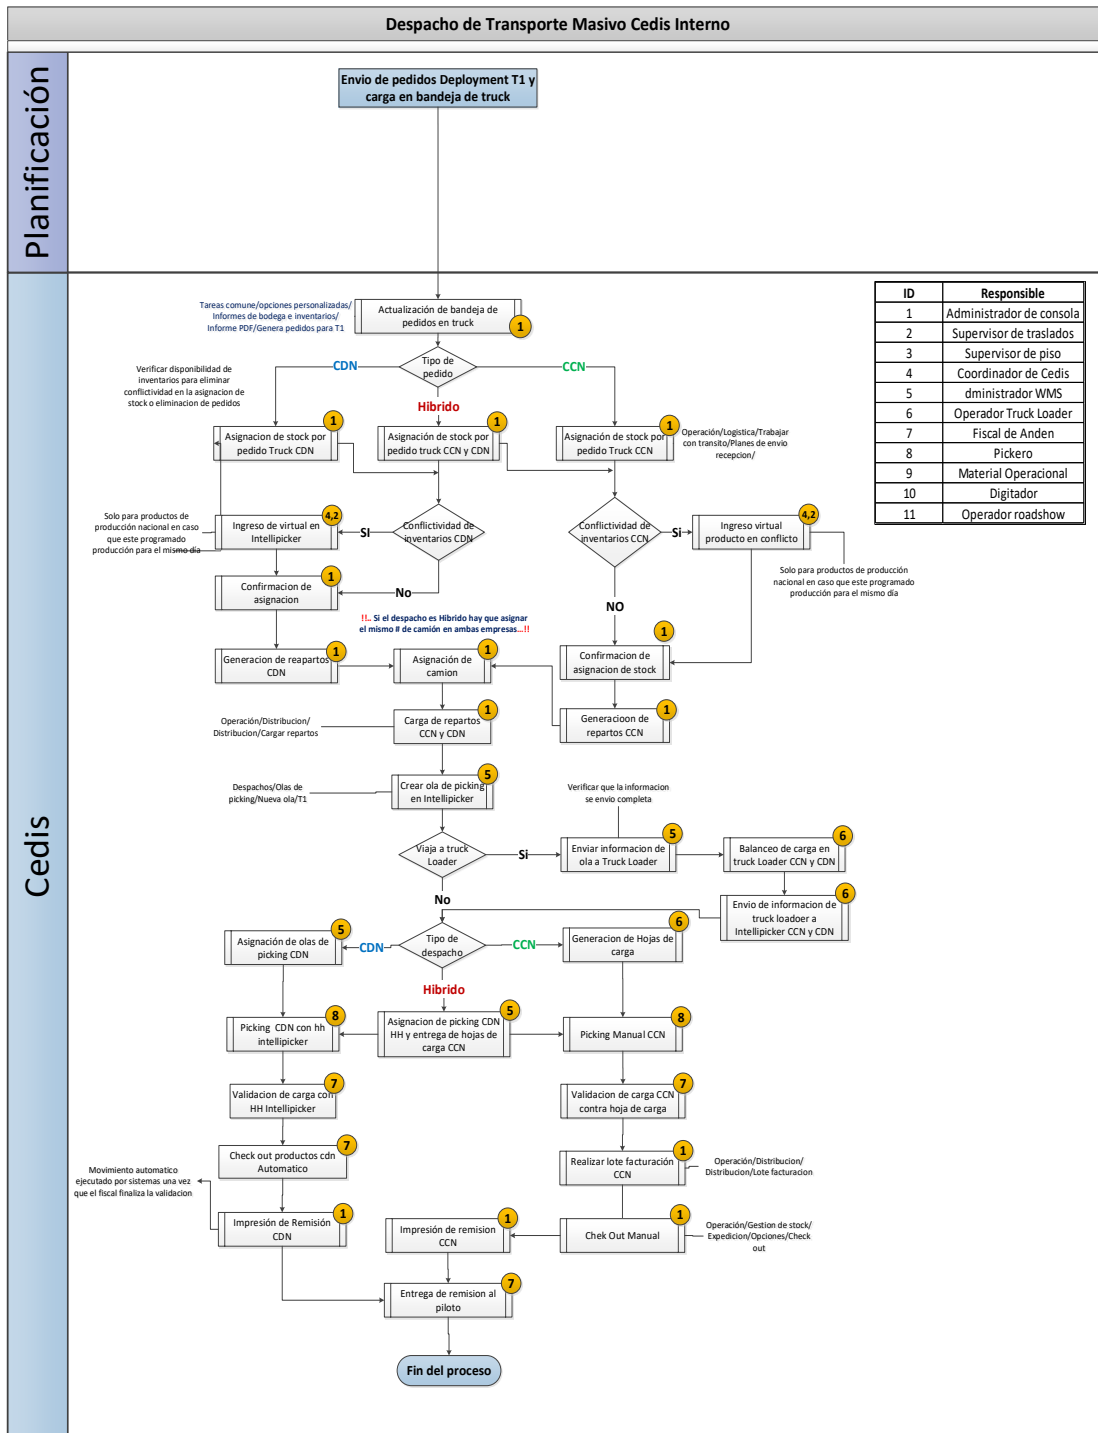 Despacho de Transporte Masivo Cedis Interno
Planificación
Envio de pedidos Deployment T1 y
carga en bandeja de truck
Cedis
Tareas comune/opciones personalizadas/
Informes de bodega e inventarios/
Informe PDF/Genera pedidos para T1
Actualización de bandeja de
pedidos en truck
1
ID Responsible
1 Administrador de consola
2 Supervisor de traslados
3 Supervisor de piso
4 Coordinador de Cedis
5 dministrador WMS
6 Operador Truck Loader
7 Fiscal de Anden
8 Pickero
9 Material Operacional
10 Digitador
11 Operador roadshow
Tipo de
pedido
CDN
CCN
Hibrido
Verificar disponibilidad de
inventarios para eliminar
conflictividad en la asignacion de
stock o eliminacion de pedidos
Asignacion de stock por
pedido Truck CDN
1
Asignación de stock por
pedido truck CCN y CDN
1
Asignación de stock por
pedido Truck CCN
1
Operación/Logistica/Trabajar
con transito/Planes de envio
recepcion/
Solo para productos de
producción nacional en caso
que este programado
producción para el mismo día
Ingreso de virtual en
Intellipicker
4,2
SI
Conflictividad de
inventarios CDN
Conflictividad de
inventarios CCN
Si
Ingreso virtual
producto en conflicto
4,2
Solo para productos de producción
nacional en caso que este programado
producción para el mismo día
Confirmacion de
asignacion
1
No
NO
!!.. Si el despacho es Hibrido hay que asignar
el mismo # de camión en ambas empresas...!!
Generacion de reapartos
CDN
1
Asignación de
camion
1
Confirmacion de
asignacion de stock
1
Operación/Distribucion/
Distribucion/Cargar repartos
Carga de repartos
CCN y CDN
1
Generacioon de
repartos CCN
1
Despachos/Olas de
picking/Nueva ola/T1
Crear ola de picking
en Intellipicker
5
Verificar que la informacion
se envio completa
Viaja a truck
Loader
Si
Enviar informacion de
ola a Truck Loader
5
Balanceo de carga en
truck Loader CCN y CDN
6
No
Envio de informacion de
truck loadoer a
Intellipicker CCN y CDN
6
Asignación de olas de
picking CDN
5
CDN
Tipo de
despacho
CCN
Generacion de Hojas de
carga
6
Hibrido
Picking CDN con hh
intellipicker
8
Asignacion de picking CDN
HH y entrega de hojas de
carga CCN
5
Picking Manual CCN
8
Validacion de carga con
HH Intellipicker
7
Validacion de carga CCN
contra hoja de carga
7
Check out productos cdn
Automatico
7
Realizar lote facturación
CCN
1
Operación/Distribucion/
Distribucion/Lote facturacion
Movimiento automatico
ejecutado por sistemas una vez
que el fiscal finaliza la validacion
Impresión de Remisión
CDN
1
Impresión de remision
CCN
1
Chek Out Manual
1
Operación/Gestion de stock/
Expedicion/Opciones/Check
out
Entrega de remision al
piloto
7
Fin del proceso